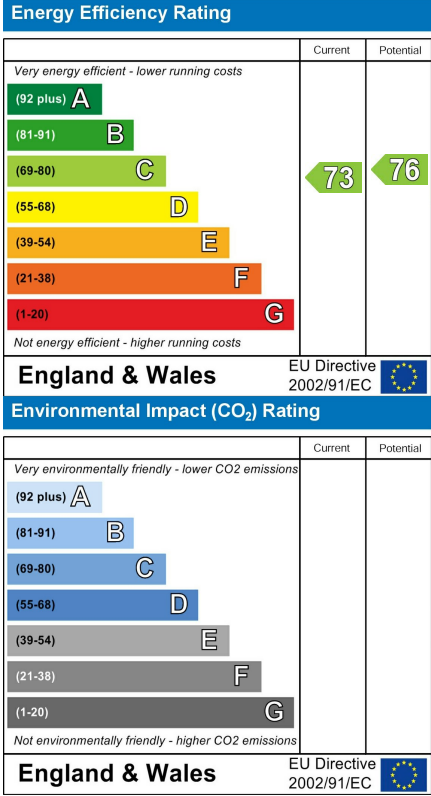 Energy Efficiency Rating
Current Potential
Very energy efficient - lower running costs
(92 plus) A
(81-91) B
(69-80) C
73 76
(55-68) D
(39-54) E
(21-38) F
(1-20) G
Not energy efficient - higher running costs
England & Wales
EU Directive
2002/91/EC
Environmental Impact (CO₂) Rating
Current Potential
Very environmentally friendly - lower CO2 emissions
(92 plus) A
(81-91) B
(69-80) C
(55-68) D
(39-54) E
(21-38) F
(1-20) G
Not environmentally friendly - higher CO2 emissions
England & Wales
EU Directive
2002/91/EC